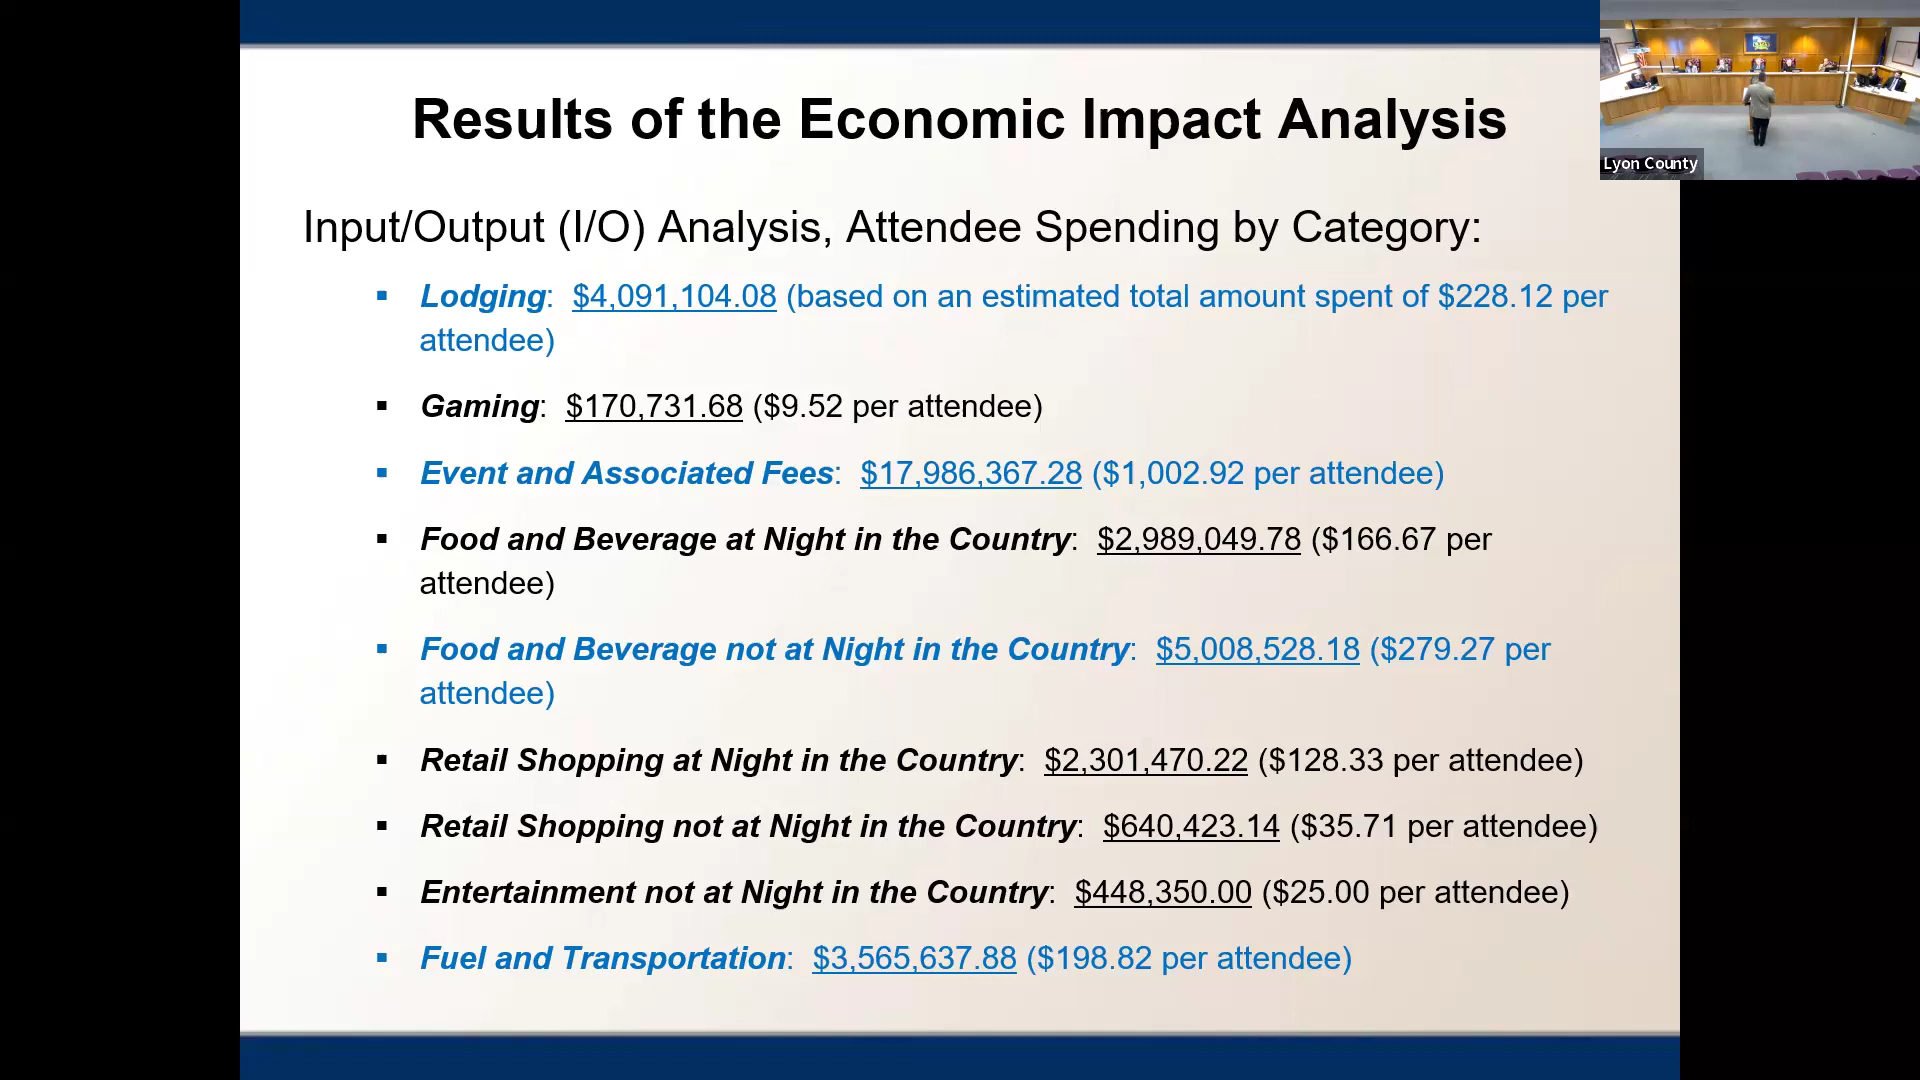 Results of the Economic Impact Analysis
Lyon County
Input/Output (I/O) Analysis, Attendee Spending by Category:
▪ Lodging: $4,091,104.08 (based on an estimated total amount spent of $228.12 per
attendee)
▪ Gaming: $170,731.68 ($9.52 per attendee)
▪ Event and Associated Fees: $17,986,367.28 ($1,002.92 per attendee)
▪ Food and Beverage at Night in the Country: $2,989,049.78 ($166.67 per
attendee)
▪ Food and Beverage not at Night in the Country: $5,008,528.18 ($279.27 per
attendee)
▪ Retail Shopping at Night in the Country: $2,301,470.22 ($128.33 per attendee)
▪ Retail Shopping not at Night in the Country: $640,423.14 ($35.71 per attendee)
▪ Entertainment not at Night in the Country: $448,350.00 ($25.00 per attendee)
▪ Fuel and Transportation: $3,565,637.88 ($198.82 per attendee)